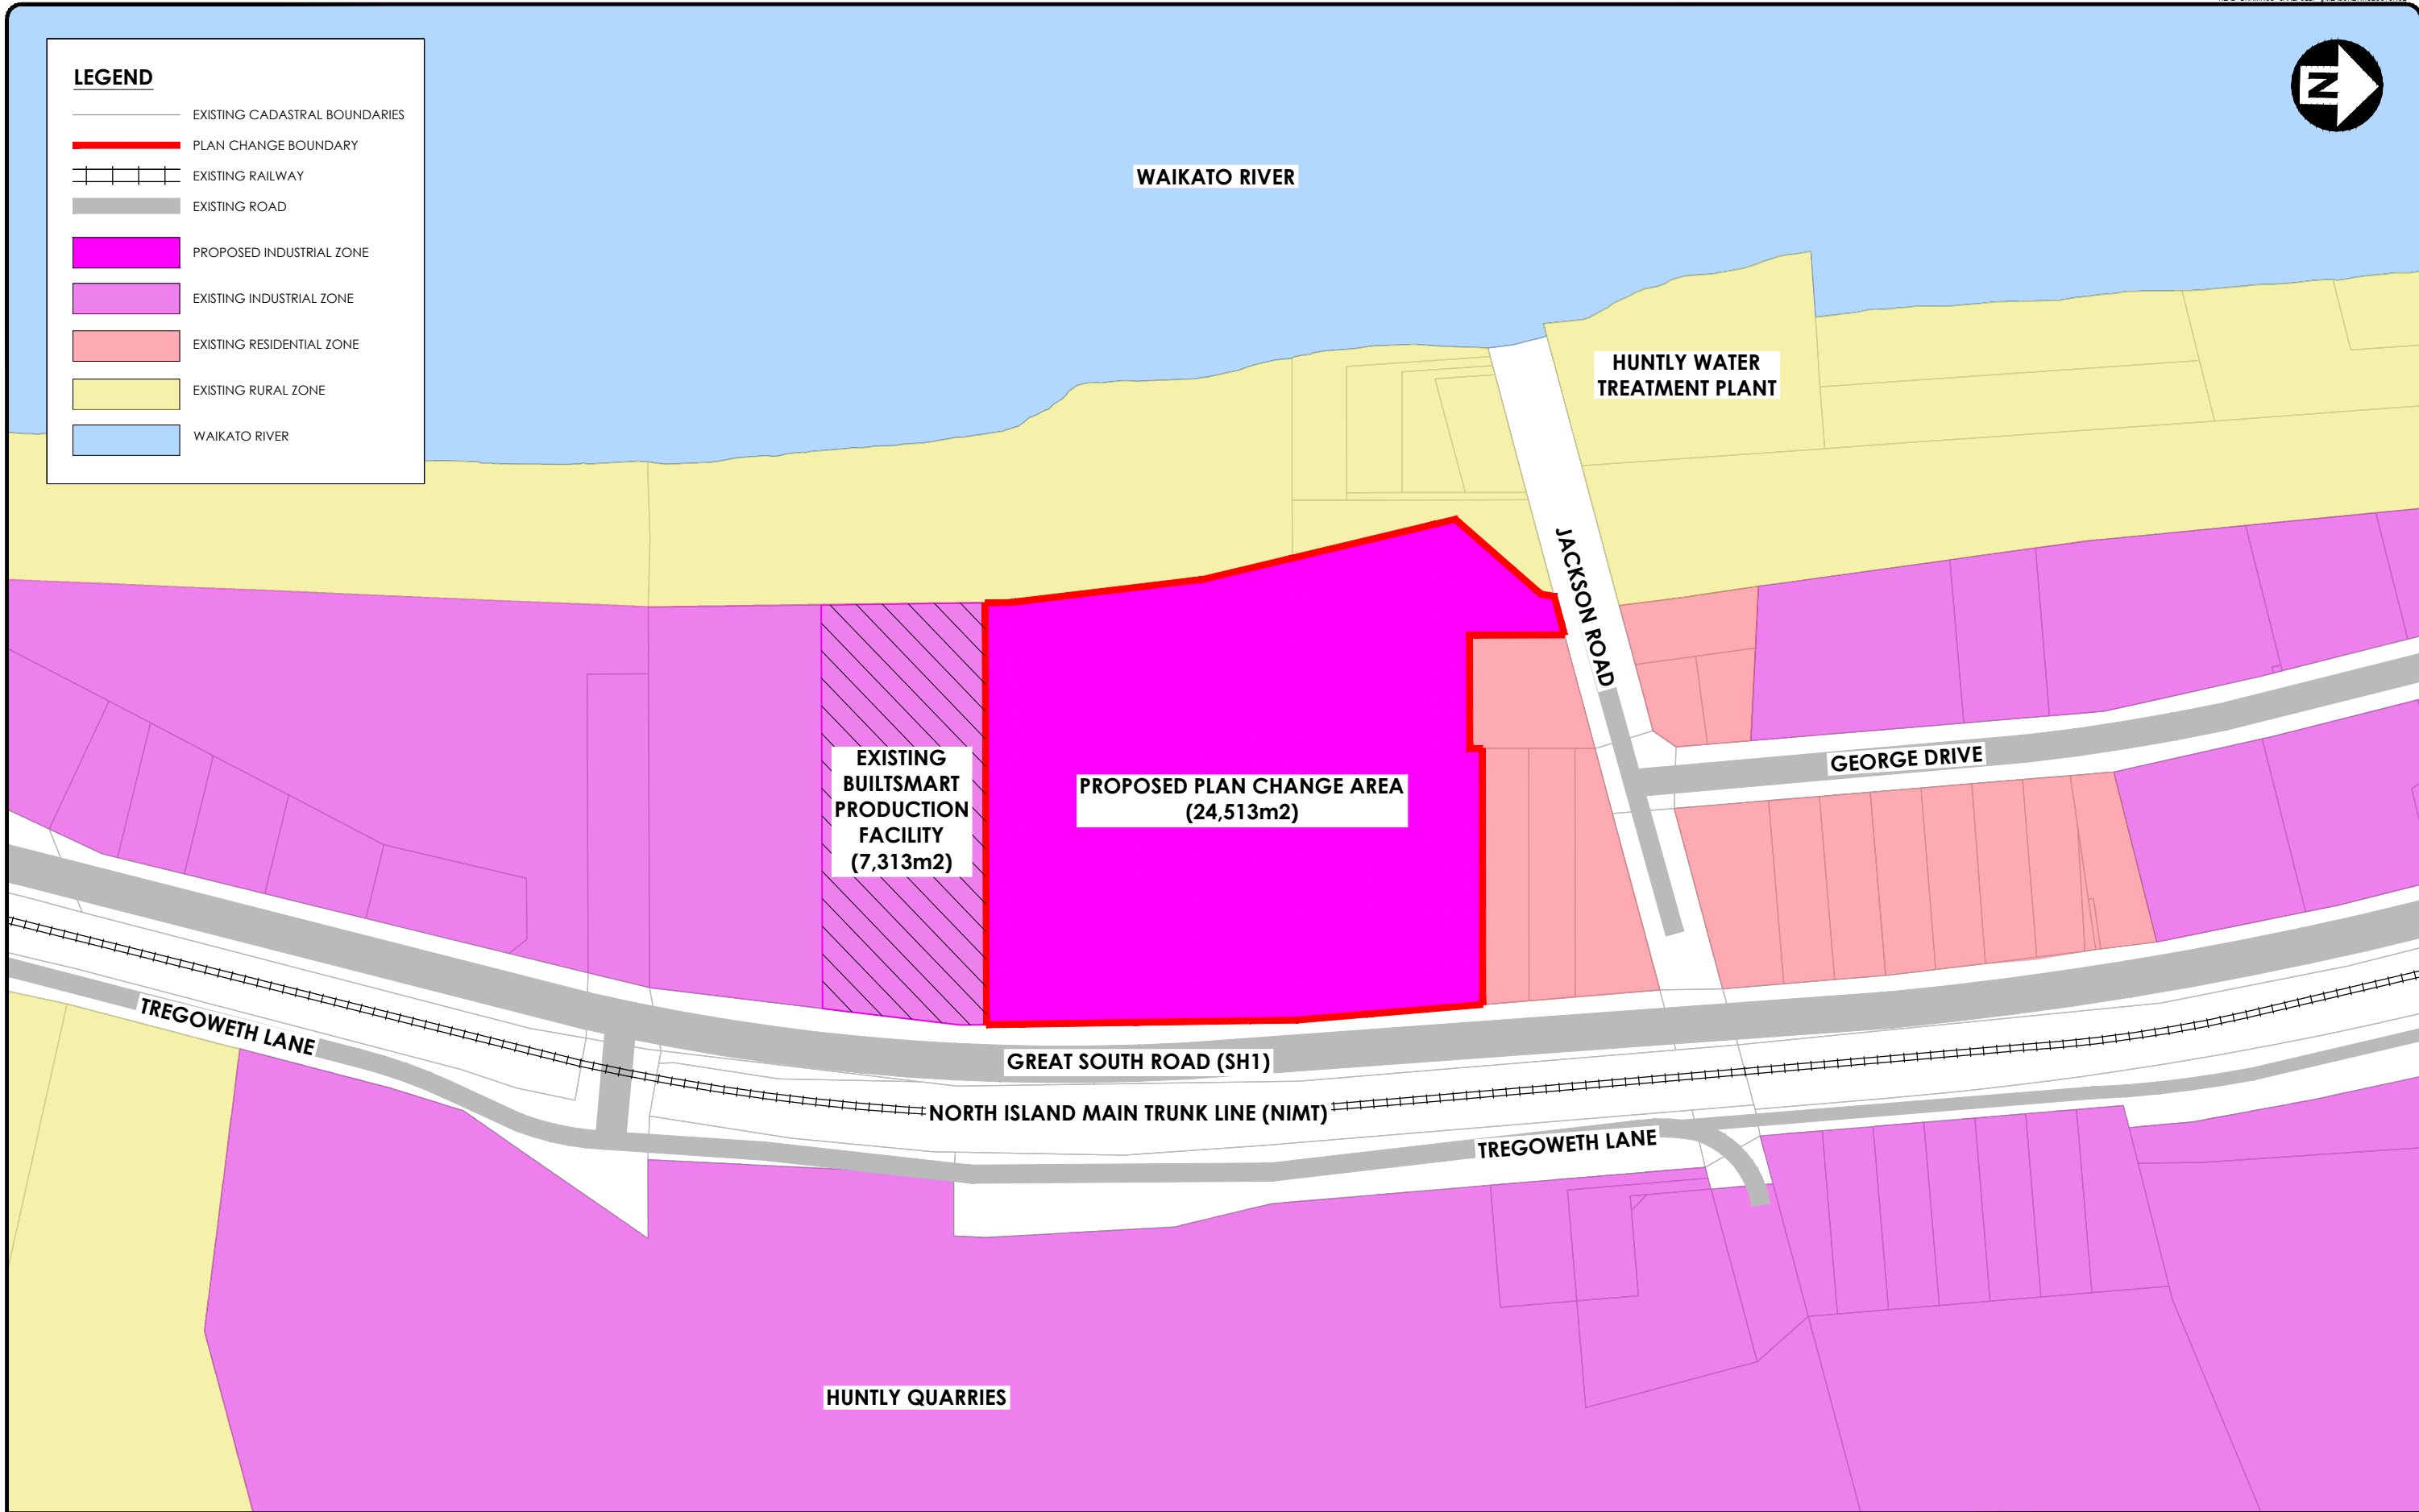 LEGEND
EXISTING CADASTRAL BOUNDARIES
PLAN CHANGE BOUNDARY
EXISTING RAILWAY
EXISTING ROAD
PROPOSED INDUSTRIAL ZONE
EXISTING INDUSTRIAL ZONE
EXISTING RESIDENTIAL ZONE
EXISTING RURAL ZONE
WAIKATO RIVER
N
WAIKATO RIVER
HUNTLY WATER
TREATMENT PLANT
JACKSON ROAD
GEORGE DRIVE
EXISTING
BUILTSMART
PRODUCTION
FACILITY
(7,313m2)
PROPOSED PLAN CHANGE AREA
(24,513m2)
TREGOWETH LANE
GREAT SOUTH ROAD (SH1)
NORTH ISLAND MAIN TRUNK LINE (NIMT)
TREGOWETH LANE
HUNTLY QUARRIES